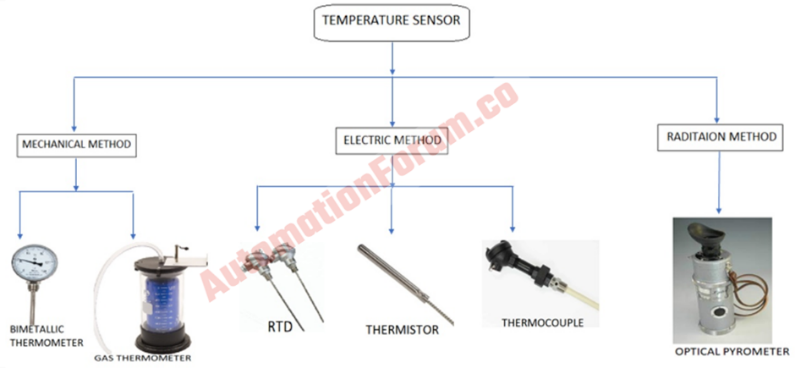 TEMPERATURE SENSOR
MECHANICAL METHOD
ELECTRIC METHOD
RADITAION METHOD
AutomationForum.co
BIMETALLIC
THERMOMETER
GAS THERMOMETER
RTD
THERMISTOR
THERMOCOUPLE
OPTICAL PYROMETER